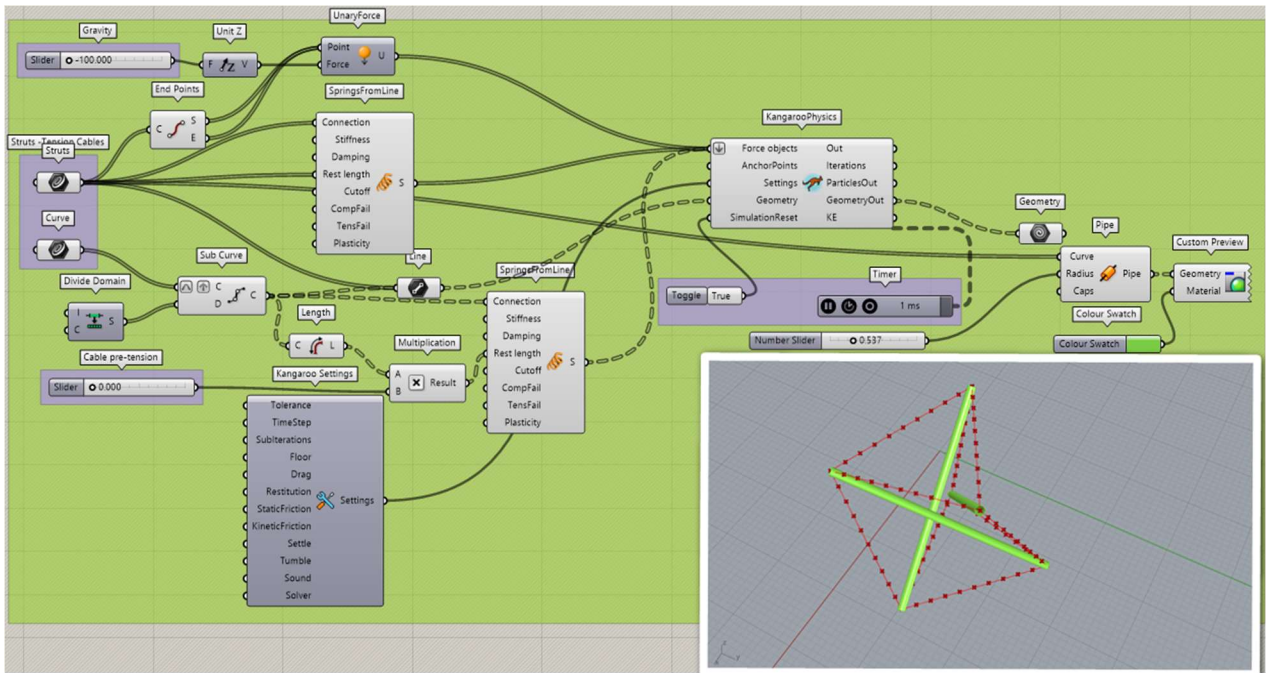 UnaryForce
Gravity
Unit Z
Slider -100.000
F Z V
Point
Force
U
End Points
C S
E
SpringsFromLine
Connection
Stiffness
Damping
Rest length
Cutoff
CompFail
TensFail
Plasticity
S
Struts -Tension Cables
Struts
Curve
KangarooPhysics
Force objects Out
AnchorPoints Iterations
Settings ParticlesOut
Geometry GeometryOut
SimulationReset KE
Geometry
Pipe
Curve
Radius Pipe
Caps
Custom Preview
Geometry
Material
Sub Curve
C
D
C
Line
Divide Domain
I
C
S
Length
C L
SpringsFromLine
Connection
Stiffness
Damping
Rest length
Cutoff
CompFail
TensFail
Plasticity
S
Timer
Toggle True
1 ms
Colour Swatch
Number Slider 0.537
Colour Swatch
Multiplication
A
B
Result
Cable pre-tension
Slider 0.000
Kangaroo Settings
Tolerance
TimeStep
SubIterations
Floor
Drag
Restitution
StaticFriction
KineticFriction
Settle
Tumble
Sound
Solver
Settings